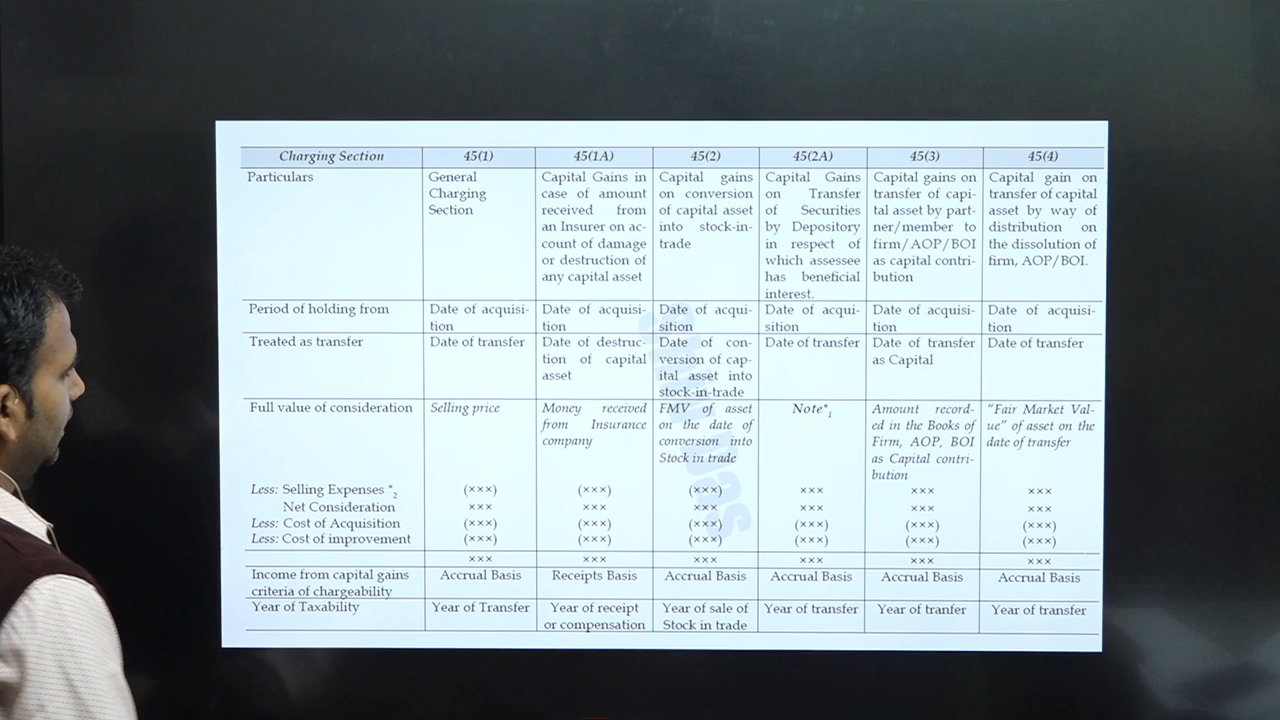 Charging Section
45(1)
45(1A)
45(2)
45(2A)
45(3)
45(4)
Particulars
General
Charging
Section
Capital Gains in
case of amount
received from
an Insurer on ac-
count of damage
or destruction of
any capital asset
Capital gains
on conversion
of capital asset
into stock-in-
trade
Capital Gains
on Transfer
of Securities
by Depository
in respect of
which assessee
has beneficial
interest.
Capital gains on
transfer of capi-
tal asset by part-
ner/member to
firm/AOP/BOI
as capital contri-
bution
Capital gain on
transfer of capital
asset by way of
distribution on
the dissolution of
firm, AOP/BOI.
Period of holding from
Date of acquisi-
tion
Date of acquisi-
tion
Date of acqui-
sition
Date of acqui-
sition
Date of acquisi-
tion
Date of acquisi-
tion
Treated as transfer
Date of transfer
Date of destruc-
tion of capital
asset
Date of con-
version of cap-
ital asset into
stock-in-trade
Date of transfer
Date of transfer
as Capital
Date of transfer
Full value of consideration
Selling price
Money received
from Insurance
company
FMV of asset
on the date of
conversion into
Stock in trade
Note*1
Amount record-
ed in the Books of
Firm, AOP, BOI
as Capital contri-
bution
“Fair Market Val-
ue” of asset on the
date of transfer
Less: Selling Expenses *2
(×××)
(×××)
(×××)
×××
×××
×××
Net Consideration
×××
×××
×××
×××
×××
×××
Less: Cost of Acquisition
(×××)
(×××)
(×××)
(×××)
(×××)
(×××)
Less: Cost of improvement
(×××)
(×××)
(×××)
(×××)
(×××)
(×××)
×××
×××
×××
×××
×××
×××
Income from capital gains
criteria of chargeability
Accrual Basis
Receipts Basis
Accrual Basis
Accrual Basis
Accrual Basis
Accrual Basis
Year of Taxability
Year of Transfer
Year of receipt
or compensation
Year of sale of
Stock in trade
Year of transfer
Year of tranfer
Year of transfer